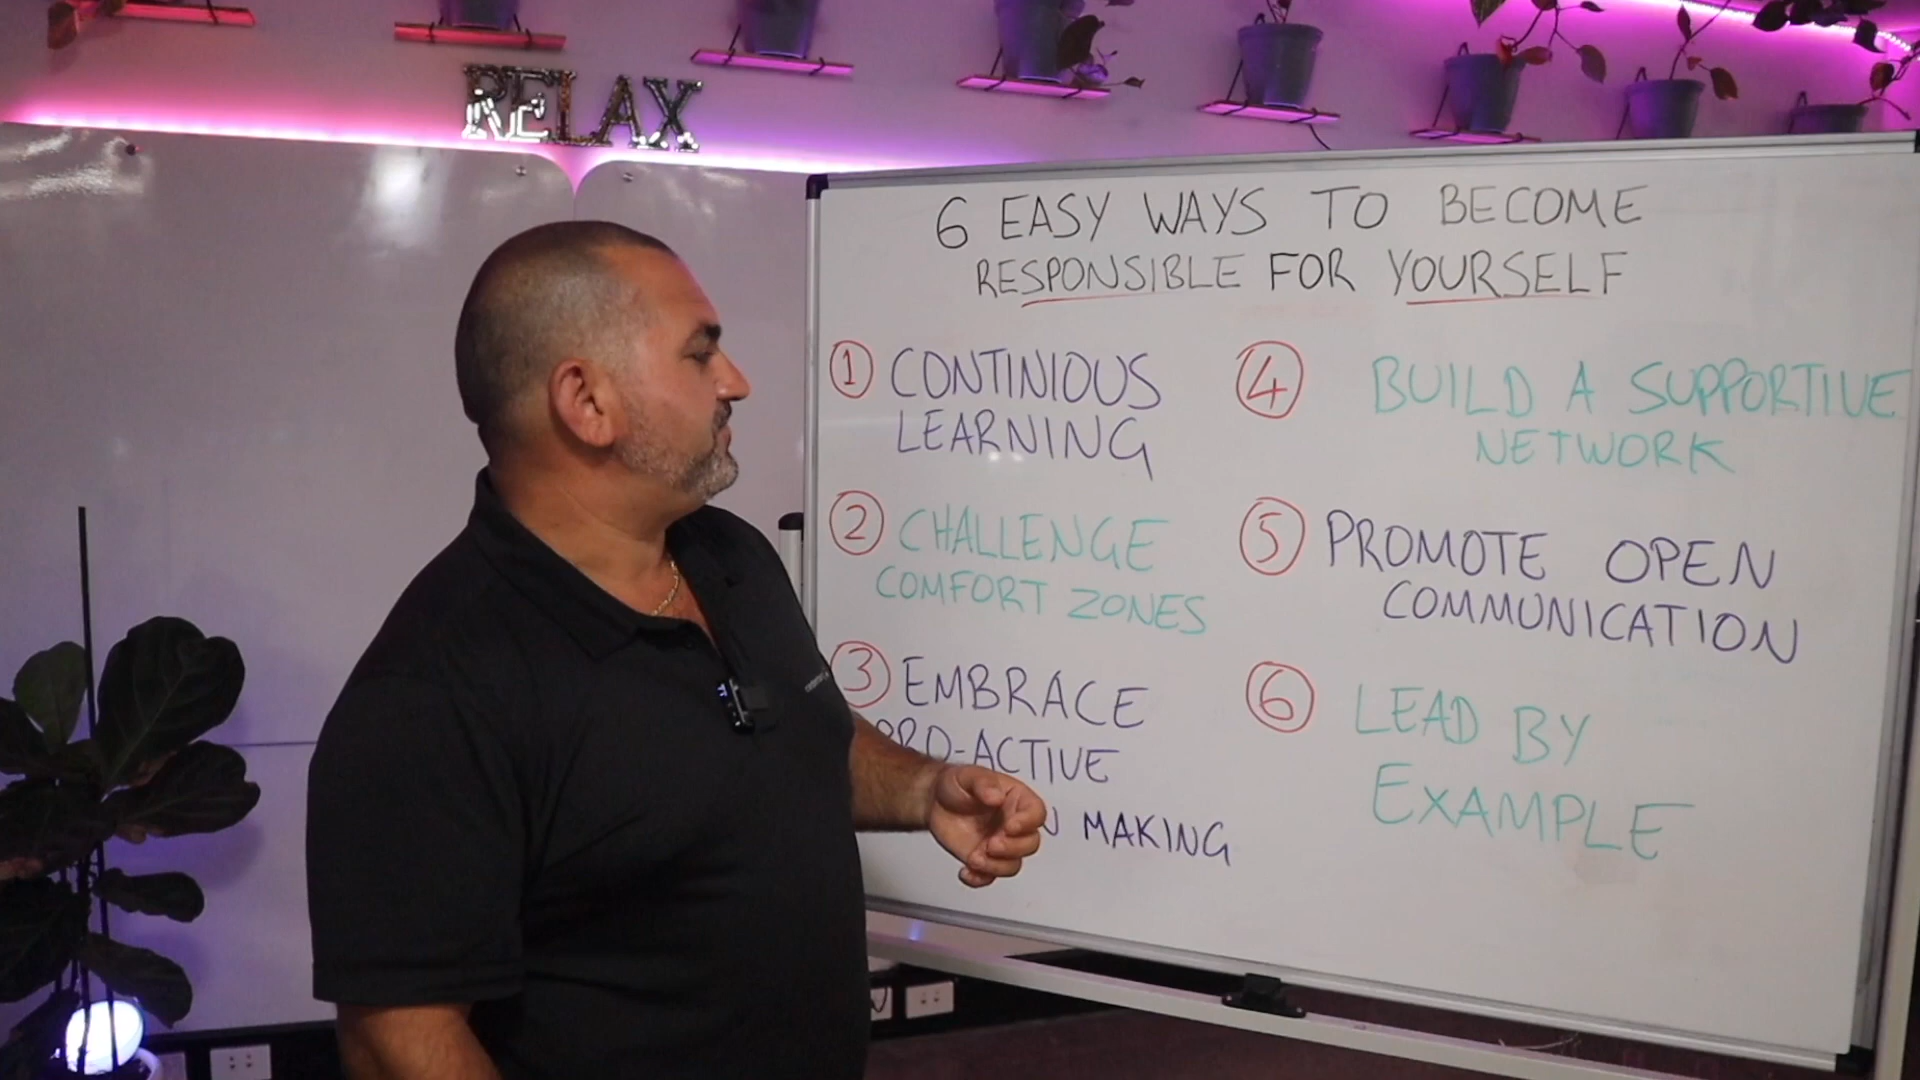 RELAX
6 EASY WAYS TO BECOME
RESPONSIBLE FOR YOURSELF
1 CONTINIOUS
LEARNING
2 CHALLENGE
COMFORT ZONES
3 EMBRACE
PRO-ACTIVE
MAKING
4 BUILD A SUPPORTIVE
NETWORK
5 PROMOTE OPEN
COMMUNICATION
6 LEAD BY
EXAMPLE